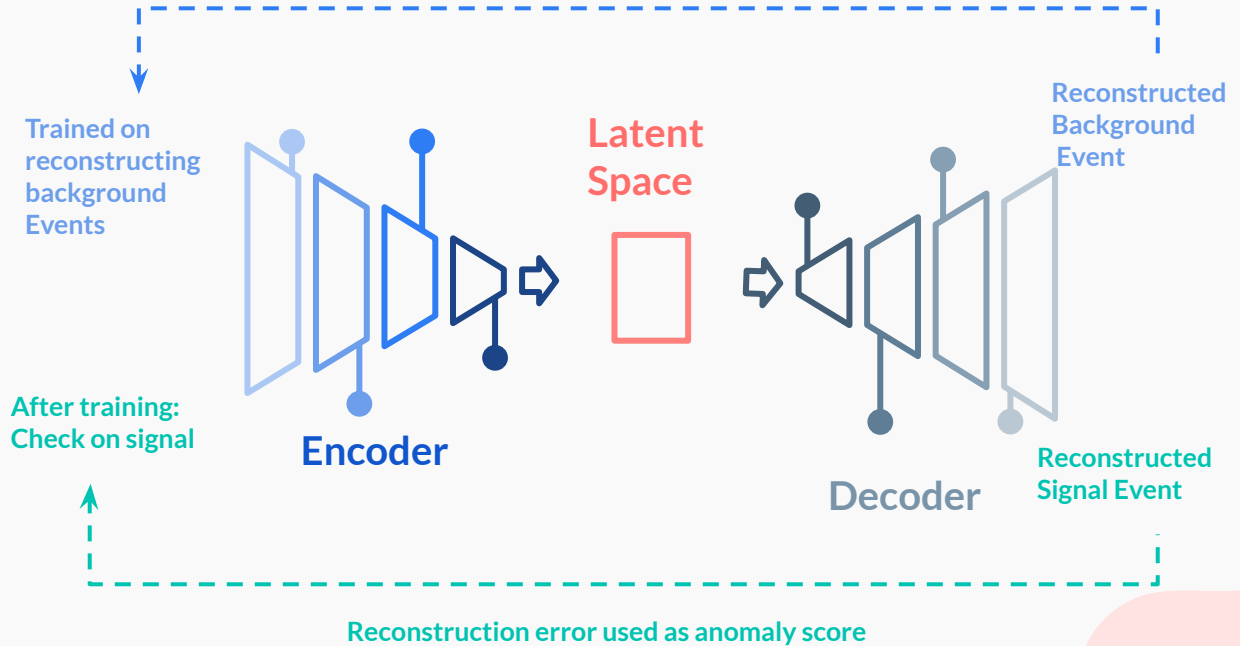 Reconstructed
Background
Event
Trained on
reconstructing
background
Events
Latent
Space
After training:
Check on signal
Encoder
Decoder
Reconstructed
Signal Event
Reconstruction error used as anomaly score